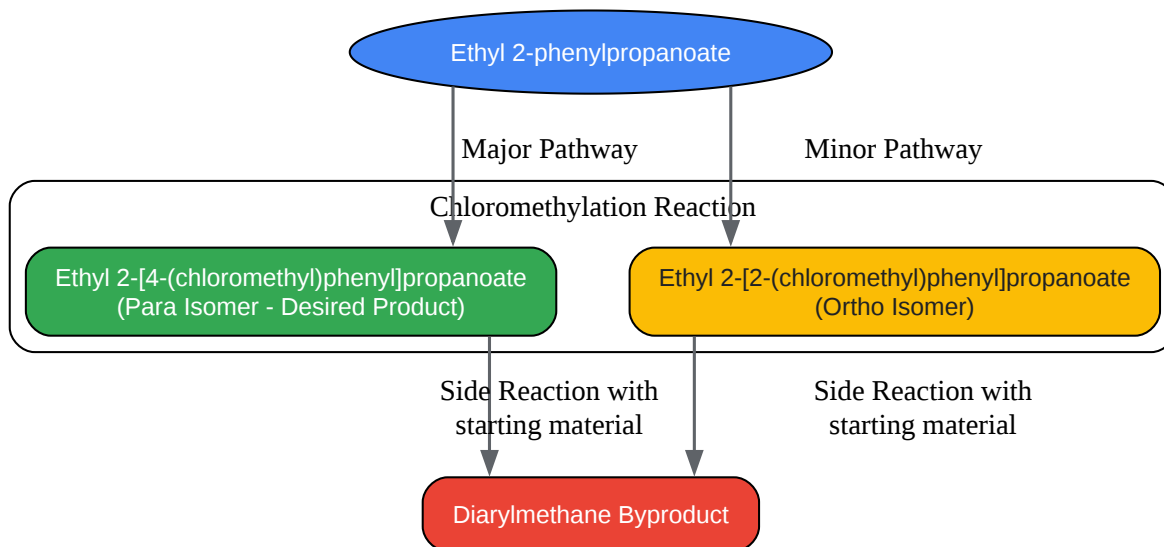 Ethyl 2-phenylpropanoate
Major Pathway
Minor Pathway
Chloromethylation Reaction
Ethyl 2-[4-(chloromethyl)phenyl]propanoate
(Para Isomer - Desired Product)
Ethyl 2-[2-(chloromethyl)phenyl]propanoate
(Ortho Isomer)
Side Reaction with
starting material
Side Reaction with
starting material
Diarylmethane Byproduct